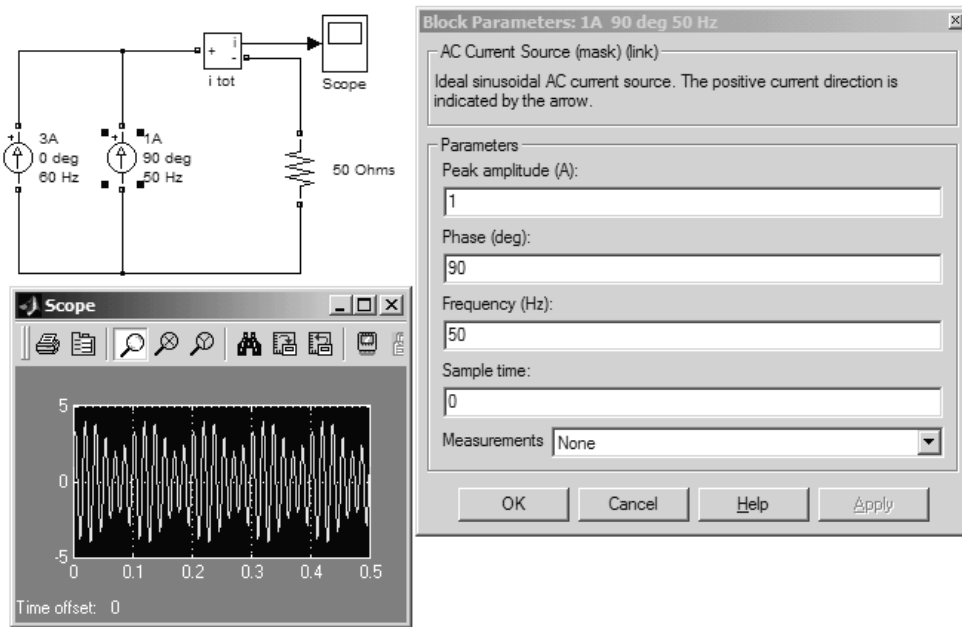 i
+
-
i tot
Scope
+
3A
0 deg
60 Hz
+
1A
90 deg
50 Hz
50 Ohms
Scope
5
0
-5
0 0.1 0.2 0.3 0.4 0.5
Time offset: 0
Block Parameters: 1A 90 deg 50 Hz
AC Current Source (mask) (link)
Ideal sinusoidal AC current source. The positive current direction is
indicated by the arrow.
Parameters
Peak amplitude (A):
1
Phase (deg):
90
Frequency (Hz):
50
Sample time:
0
Measurements None
OK Cancel Help Apply